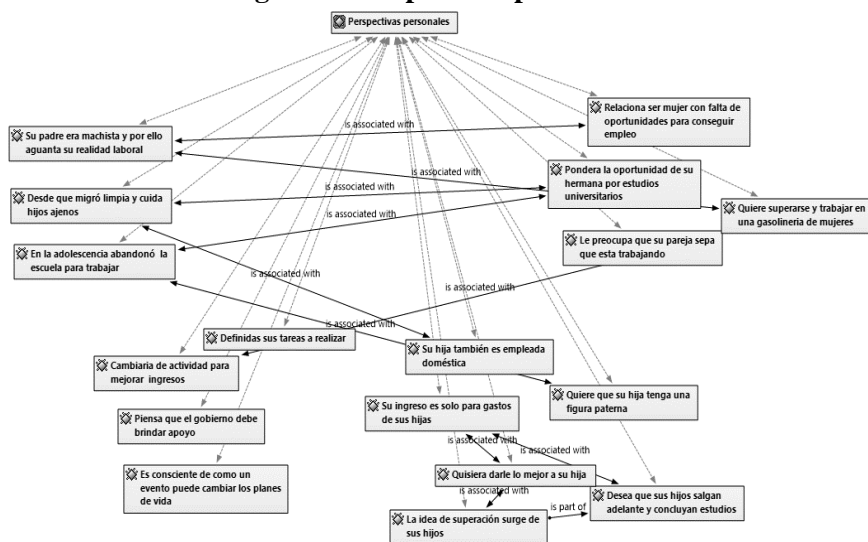 Perspectivas personales
Relaciona ser mujer con falta de
oportunidades para conseguir
empleo
is associated with
Su padre era machista y por ello
aguanta su realidad laboral
is associated with
Pondera la oportunidad de su
hermana por estudios
universitarios
is associated with
Desde que migró limpia y cuida
hijos ajenos
Quiere superarse y trabajar en
una gasolineria de mujeres
is associated with
Le preocupa que su pareja sepa
que esta trabajando
En la adolescencia abandonó la
escuela para trabajar
is associated with
is associated with
is associated with
Definidas sus tareas a realizar
Su hija también es empleada
doméstica
Cambiaria de actividad para
mejorar ingresos
Quiere que su hija tenga una
figura paterna
Su ingreso es solo para gastos
de sus hijas
Piensa que el gobierno debe
brindar apoyo
is associated with
is associated with
Es consciente de como un
evento puede cambiar los planes
de vida
Quisiera darle lo mejor a su hija
is associated with
Desea que sus hijos salgan
adelante y concluyan estudios
is part of
La idea de superación surge de
sus hijos